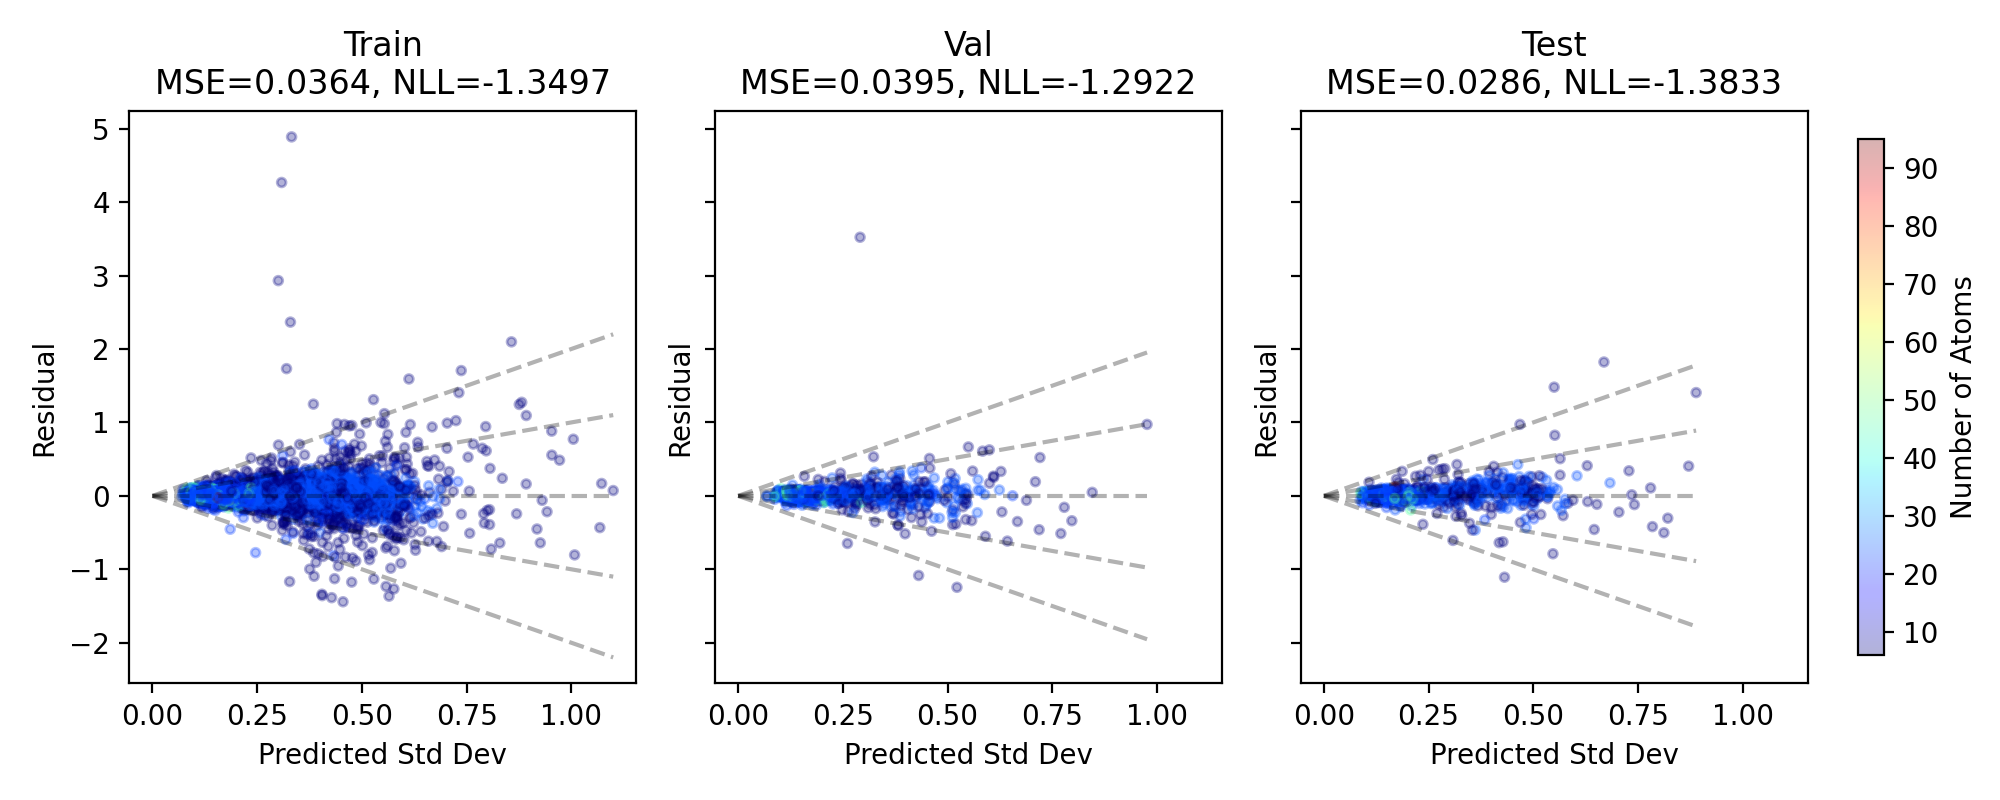 Train
MSE=0.0364, NLL=-1.3497
Val
MSE=0.0395, NLL=-1.2922
Test
MSE=0.0286, NLL=-1.3833
5
4
3
2
1
0
−1
−2
Residual
0.00 0.25 0.50 0.75 1.00
Predicted Std Dev
Residual
0.00 0.25 0.50 0.75 1.00
Predicted Std Dev
Residual
0.00 0.25 0.50 0.75 1.00
Predicted Std Dev
90
80
70
60
50
40
30
20
10
Number of Atoms